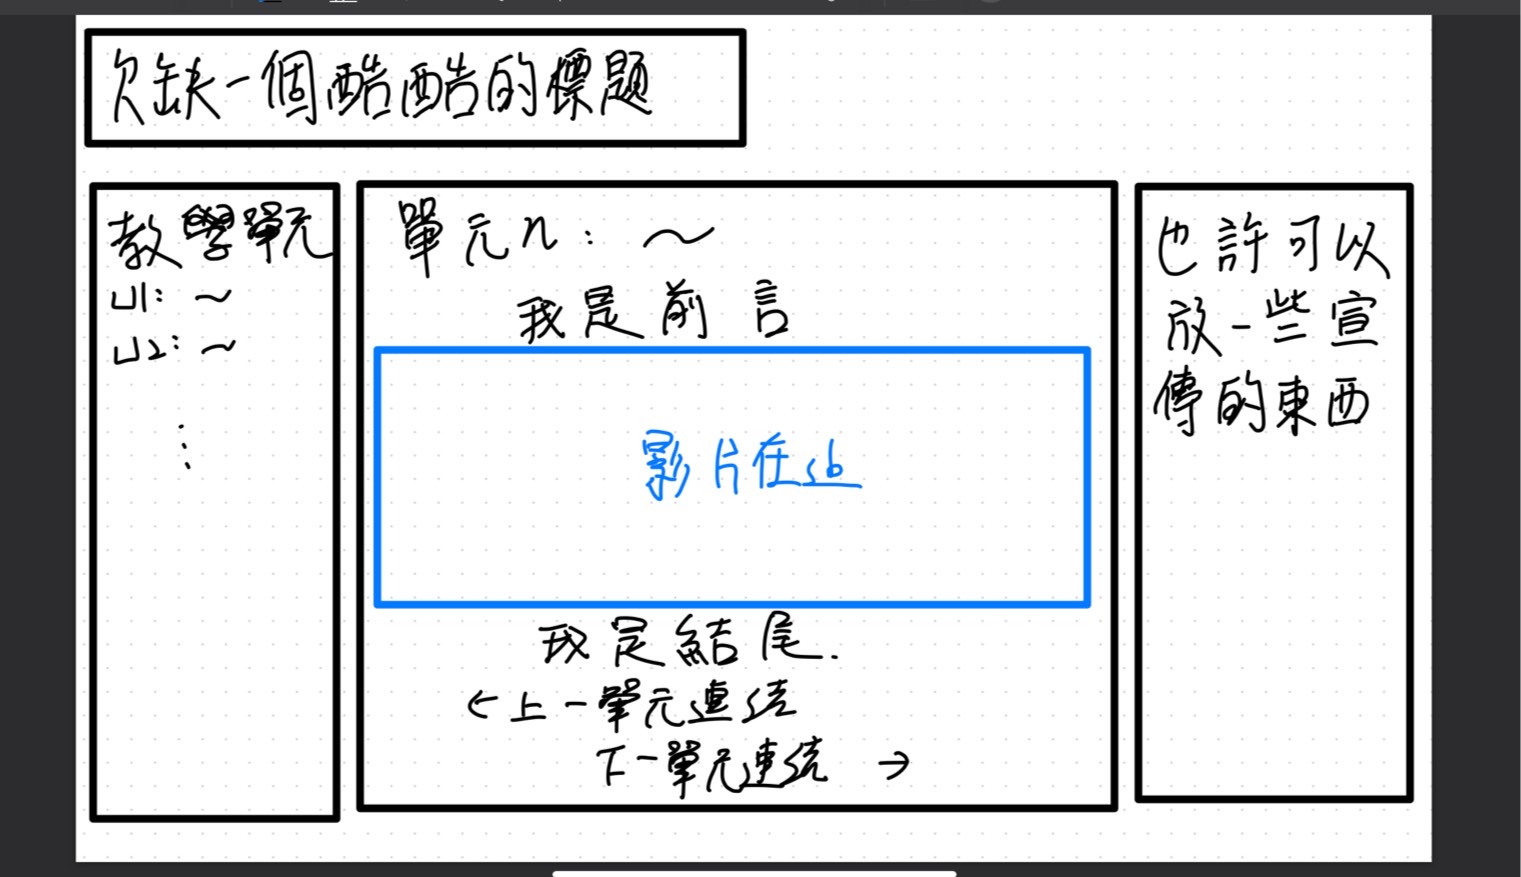 欠缺一個酷酷的標題
教學單元
U1: ~
U2: ~
⋮
單元n: ~
我是前言
影片在這
我是結尾.
←上一單元連結
下一單元連結 →
也許可以
放一些宣
傳的東西